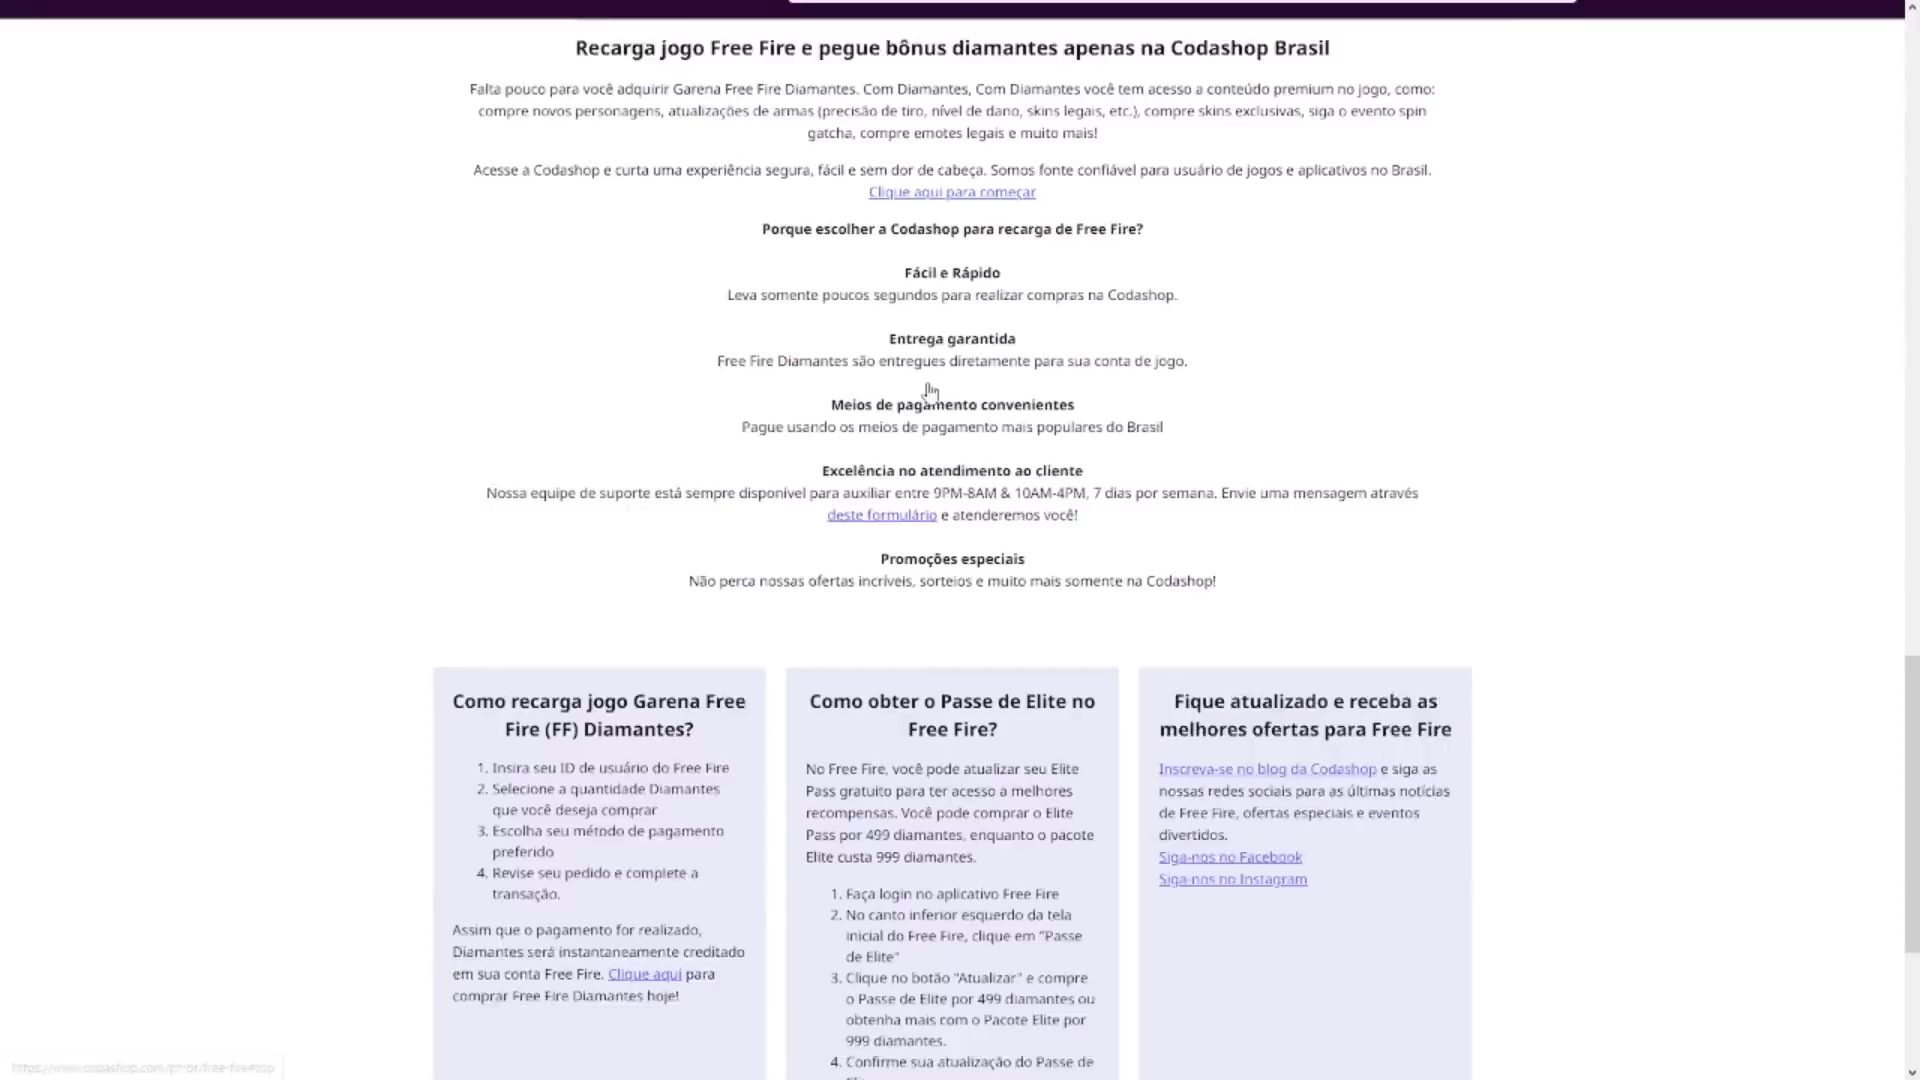 Recarga jogo Free Fire e pegue bônus diamantes apenas na Codashop Brasil
Falta pouco para você adquirir Garena Free Fire Diamantes. Com Diamantes, Com Diamantes você tem acesso a conteúdo premium no jogo, como:
compre novos personagens, atualizações de armas (precisão de tiro, nível de dano, skins legais, etc.), compre skins exclusivas, siga o evento spin
gatcha, compre emotes legais e muito mais!
Acesse a Codashop e curta uma experiência segura, fácil e sem dor de cabeça. Somos fonte confiável para usuário de jogos e aplicativos no Brasil.
Clique aqui para começar
Porque escolher a Codashop para recarga de Free Fire?
Fácil e Rápido
Leva somente poucos segundos para realizar compras na Codashop.
Entrega garantida
Free Fire Diamantes são entregues diretamente para sua conta de jogo.
Meios de pagamento convenientes
Pague usando os meios de pagamento mais populares do Brasil
Excelência no atendimento ao cliente
Nossa equipe de suporte está sempre disponível para auxiliar entre 9PM-8AM & 10AM-4PM, 7 dias por semana. Envie uma mensagem através
deste formulário e atenderemos você!
Promoções especiais
Não perca nossas ofertas incríveis, sorteios e muito mais somente na Codashop!
Como recarga jogo Garena Free
Fire (FF) Diamantes?
1. Insira seu ID de usuário do Free Fire
2. Selecione a quantidade Diamantes
que você deseja comprar
3. Escolha seu método de pagamento
preferido
4. Revise seu pedido e complete a
transação.
Assim que o pagamento for realizado,
Diamantes será instantaneamente creditado
em sua conta Free Fire. Clique aqui para
comprar Free Fire Diamantes hoje!
Como obter o Passe de Elite no
Free Fire?
No Free Fire, você pode atualizar seu Elite
Pass gratuito para ter acesso a melhores
recompensas. Você pode comprar o Elite
Pass por 499 diamantes, enquanto o pacote
Elite custa 999 diamantes.
1. Faça login no aplicativo Free Fire
2. No canto inferior esquerdo da tela
inicial do Free Fire, clique em "Passe
de Elite"
3. Clique no botão "Atualizar" e compre
o Passe de Elite por 499 diamantes ou
obtenha mais com o Pacote Elite por
999 diamantes.
4. Confirme sua atualização do Passe de
Fique atualizado e receba as
melhores ofertas para Free Fire
Inscreva-se no blog da Codashop e siga as
nossas redes sociais para as últimas notícias
de Free Fire, ofertas especiais e eventos
divertidos.
Siga-nos no Facebook
Siga-nos no Instagram
https://www.codashop.com/pt-br/free-fire#top